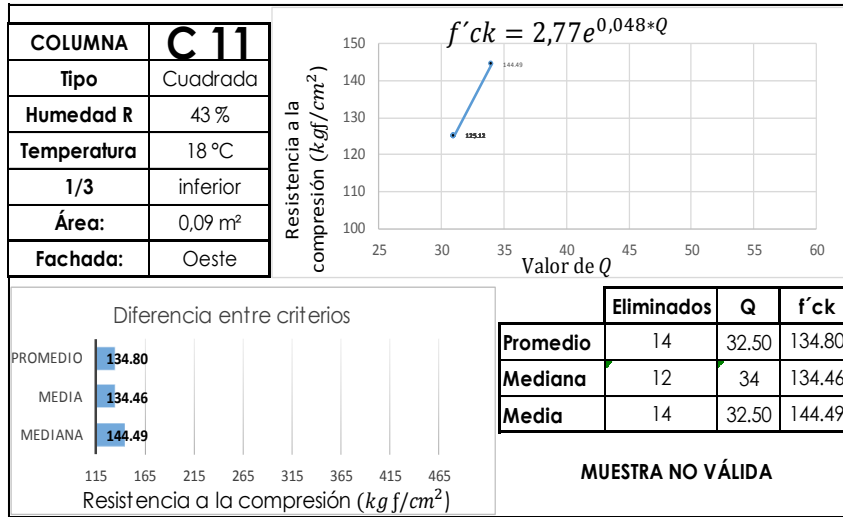 COLUMNA C 11
Tipo Cuadrada
Humedad R 43 %
Temperatura 18 °C
1/3 inferior
Área: 0,09 m²
Fachada: Oeste
f´ck = 2,77e^{0,048*Q}
Resistencia a la
compresión (kgf/cm²)
150
140
130
120
110
100
144.49
125.12
25 30 35 40 45 50 55 60
Valor de Q
Diferencia entre criterios
PROMEDIO 134.80
MEDIA 134.46
MEDIANA 144.49
115 165 215 265 315 365 415 465
Resistencia a la compresión (kg f/cm²)
Eliminados Q f´ck
Promedio 14 32.50 134.80
Mediana 12 34 134.46
Media 14 32.50 144.49
MUESTRA NO VÁLIDA